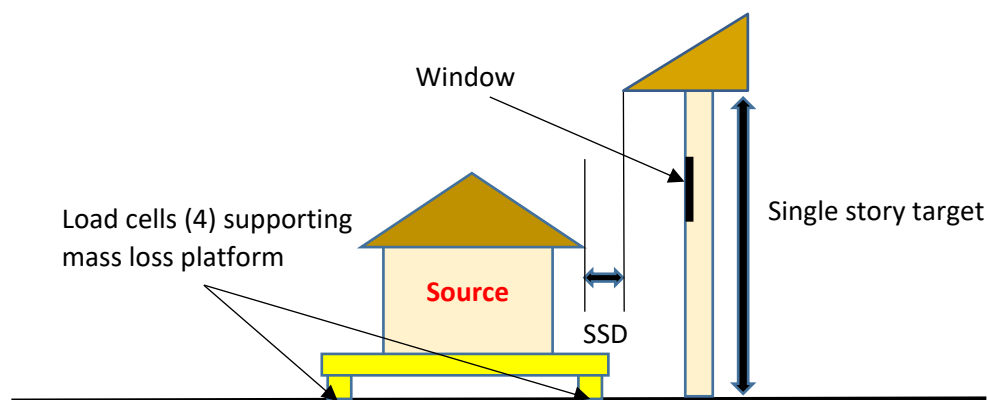 Window
Load cells (4) supporting
mass loss platform
Single story target
Source
SSD